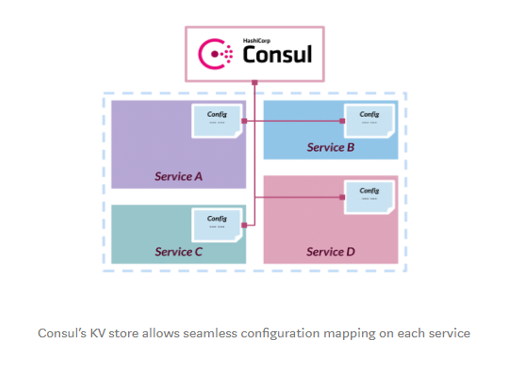 HashiCorp
Consul
Config
Service A
Config
Service B
Config
Service C
Config
Service D
Consul's KV store allows seamless configuration mapping on each service